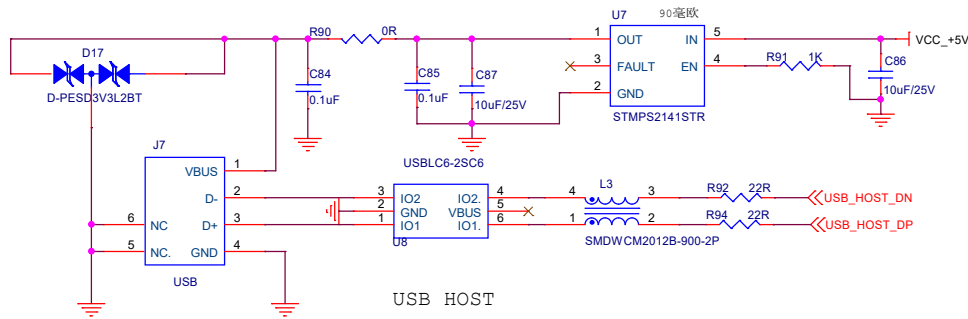 U7
90毫欧
R90
0R
1
OUT
IN
5
VCC_+5V
D17
3
FAULT
EN
4
R91
1K
C86
C84
C85
C87
2
GND
10uF/25V
D-PESD3V3L2BT
0.1uF
0.1uF
10uF/25V
STMPS2141STR
J7
USBLC6-2SC6
VBUS
1
L3
D-
2
3
IO2
IO2.
4
4
3
R92
22R
USB_HOST_DN
2
GND
VBUS
5
6
NC
D+
3
1
IO1
IO1.
6
1
2
R94
22R
USB_HOST_DP
U8
SMDWCM2012B-900-2P
5
NC.
GND
4
USB
USB HOST